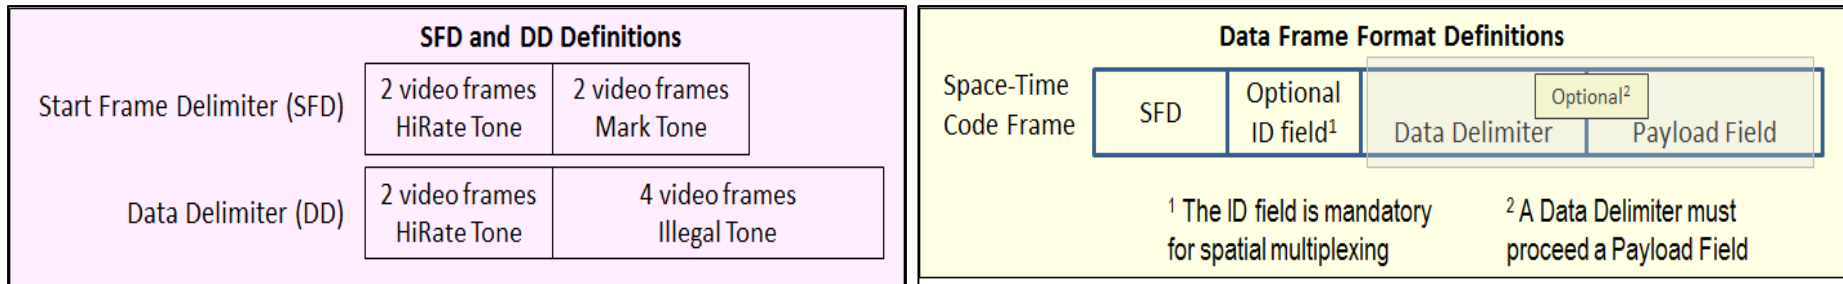 SFD and DD Definitions
Start Frame Delimiter (SFD)
2 video frames
HiRate Tone
2 video frames
Mark Tone
Data Delimiter (DD)
2 video frames
HiRate Tone
4 video frames
Illegal Tone
Data Frame Format Definitions
Space-Time
Code Frame
SFD
Optional
ID field¹
Optional²
Data Delimiter
Payload Field
¹ The ID field is mandatory
for spatial multiplexing
² A Data Delimiter must
proceed a Payload Field